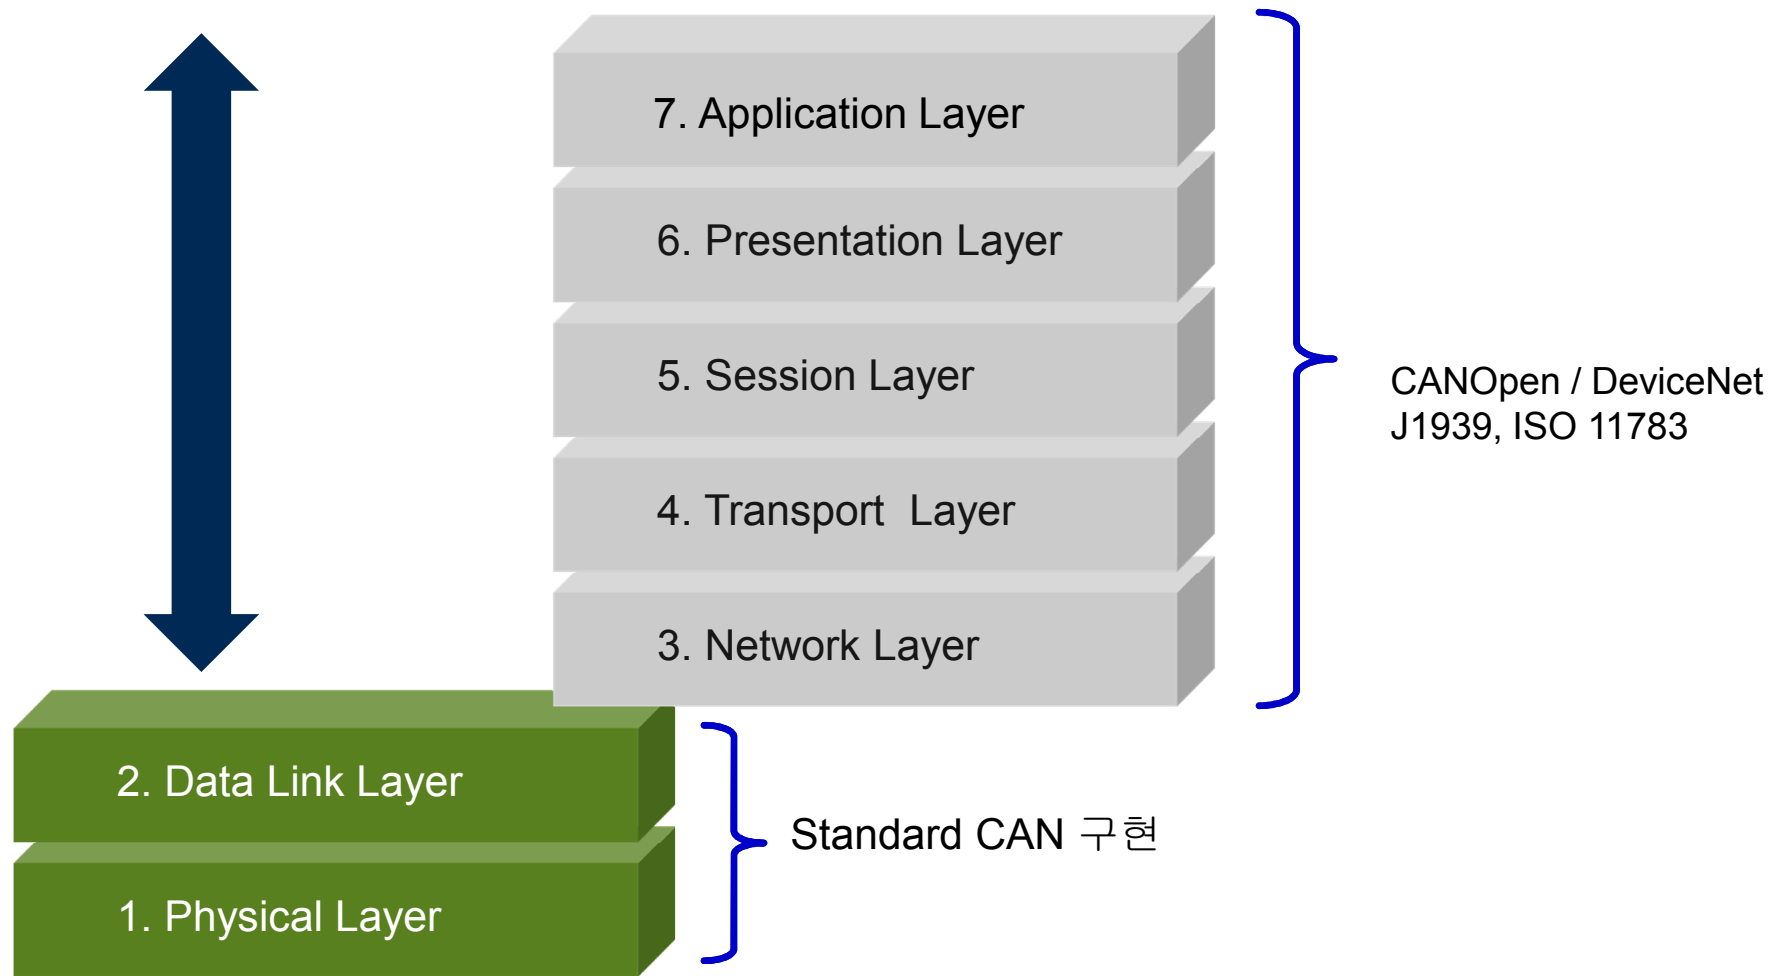 7. Application Layer
6. Presentation Layer
5. Session Layer
CANOpen / DeviceNet
J1939, ISO 11783
4. Transport  Layer
3. Network Layer
2. Data Link Layer
Standard CAN 구현
1. Physical Layer